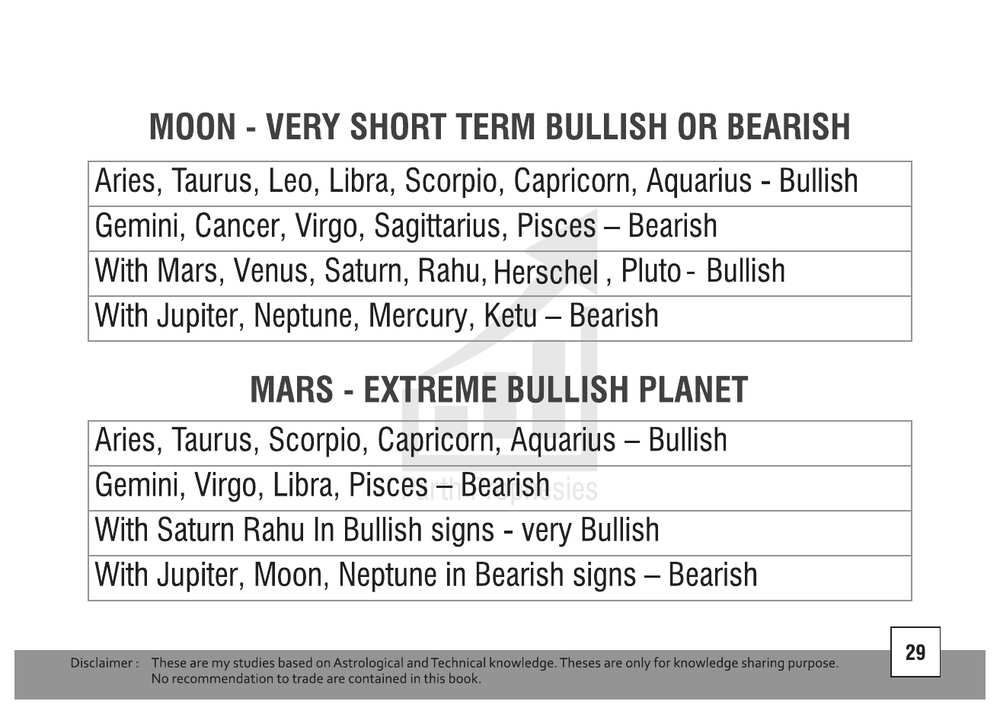 MOON - VERY SHORT TERM BULLISH OR BEARISH
Aries, Taurus, Leo, Libra, Scorpio, Capricorn, Aquarius - Bullish
Gemini, Cancer, Virgo, Sagittarius, Pisces – Bearish
With Mars, Venus, Saturn, Rahu, Herschel , Pluto - Bullish
With Jupiter, Neptune, Mercury, Ketu – Bearish
MARS - EXTREME BULLISH PLANET
Aries, Taurus, Scorpio, Capricorn, Aquarius – Bullish
Gemini, Virgo, Libra, Pisces – Bearish
With Saturn Rahu In Bullish signs - very Bullish
With Jupiter, Moon, Neptune in Bearish signs – Bearish
Disclaimer : These are my studies based on Astrological and Technical knowledge. Theses are only for knowledge sharing purpose.
No recommendation to trade are contained in this book.
29